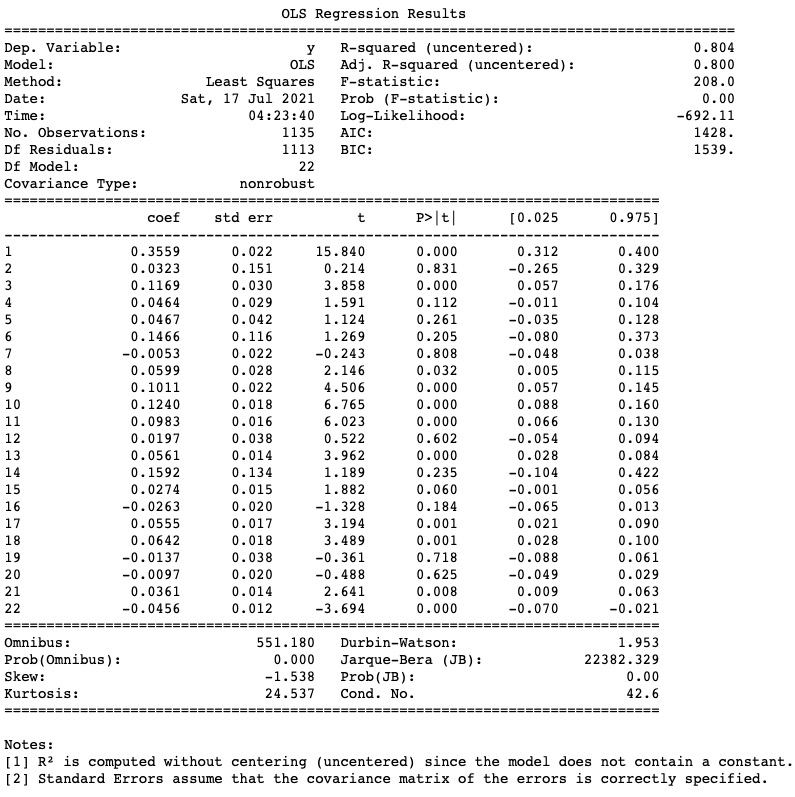 OLS Regression Results
==============================================================================
Dep. Variable: y R-squared (uncentered): 0.804
Model: OLS Adj. R-squared (uncentered): 0.800
Method: Least Squares F-statistic: 208.0
Date: Sat, 17 Jul 2021 Prob (F-statistic): 0.00
Time: 04:23:40 Log-Likelihood: -692.11
No. Observations: 1135 AIC: 1428.
Df Residuals: 1113 BIC: 1539.
Df Model: 22
Covariance Type: nonrobust
==============================================================================
coef std err t P>|t| [0.025 0.975]
------------------------------------------------------------------------------
1 0.3559 0.022 15.840 0.000 0.312 0.400
2 0.0323 0.151 0.214 0.831 -0.265 0.329
3 0.1169 0.030 3.858 0.000 0.057 0.176
4 0.0464 0.029 1.591 0.112 -0.011 0.104
5 0.0467 0.042 1.124 0.261 -0.035 0.128
6 0.1466 0.116 1.269 0.205 -0.080 0.373
7 -0.0053 0.022 -0.243 0.808 -0.048 0.038
8 0.0599 0.028 2.146 0.032 0.005 0.115
9 0.1011 0.022 4.506 0.000 0.057 0.145
10 0.1240 0.018 6.765 0.000 0.088 0.160
11 0.0983 0.016 6.023 0.000 0.066 0.130
12 0.0197 0.038 0.522 0.602 -0.054 0.094
13 0.0561 0.014 3.962 0.000 0.028 0.084
14 0.1592 0.134 1.189 0.235 -0.104 0.422
15 0.0274 0.015 1.882 0.060 -0.001 0.056
16 -0.0263 0.020 -1.328 0.184 -0.065 0.013
17 0.0555 0.017 3.194 0.001 0.021 0.090
18 0.0642 0.018 3.489 0.001 0.028 0.100
19 -0.0137 0.038 -0.361 0.718 -0.088 0.061
20 -0.0097 0.020 -0.488 0.625 -0.049 0.029
21 0.0361 0.014 2.641 0.008 0.009 0.063
22 -0.0456 0.012 -3.694 0.000 -0.070 -0.021
==============================================================================
Omnibus: 551.180 Durbin-Watson: 1.953
Prob(Omnibus): 0.000 Jarque-Bera (JB): 22382.329
Skew: -1.538 Prob(JB): 0.00
Kurtosis: 24.537 Cond. No. 42.6
==============================================================================
Notes:
[1] R² is computed without centering (uncentered) since the model does not contain a constant.
[2] Standard Errors assume that the covariance matrix of the errors is correctly specified.